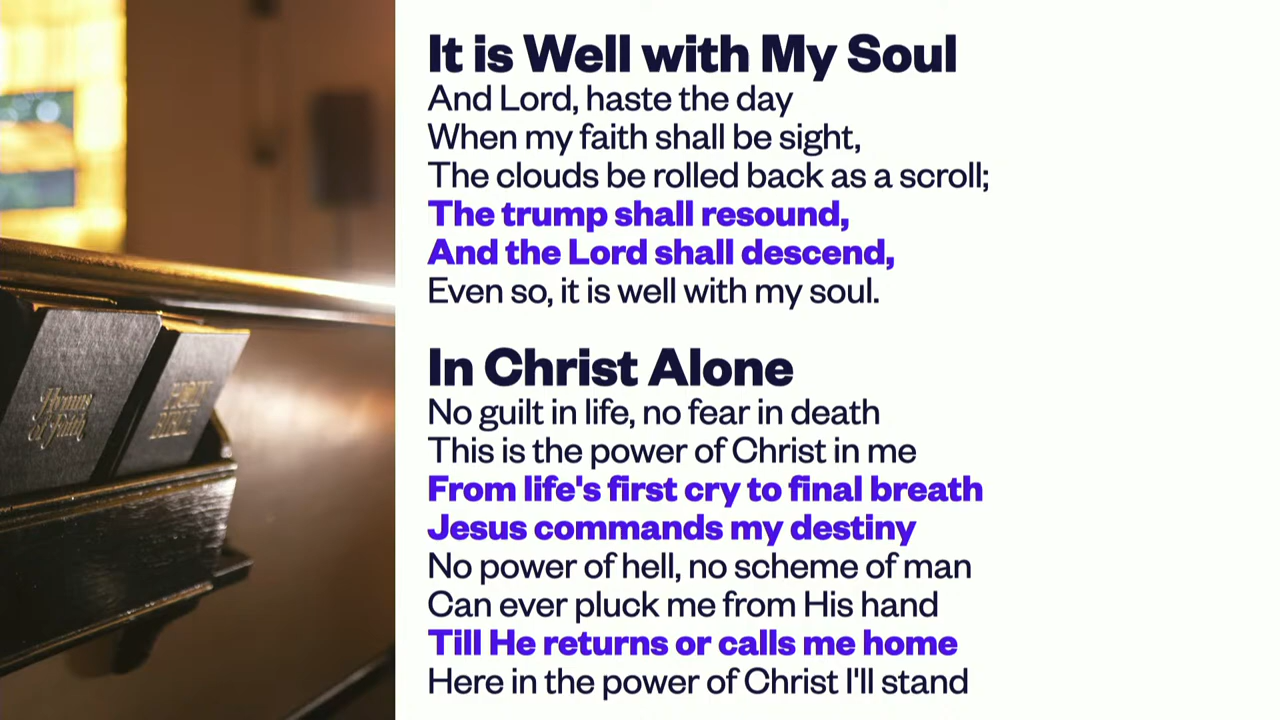 It is Well with My Soul
And Lord, haste the day
When my faith shall be sight,
The clouds be rolled back as a scroll;
The trump shall resound,
And the Lord shall descend,
Even so, it is well with my soul.
In Christ Alone
No guilt in life, no fear in death
This is the power of Christ in me
From life's first cry to final breath
Jesus commands my destiny
No power of hell, no scheme of man
Can ever pluck me from His hand
Till He returns or calls me home
Here in the power of Christ I'll stand
Hymns
of Faith
HOLY
BIBLE